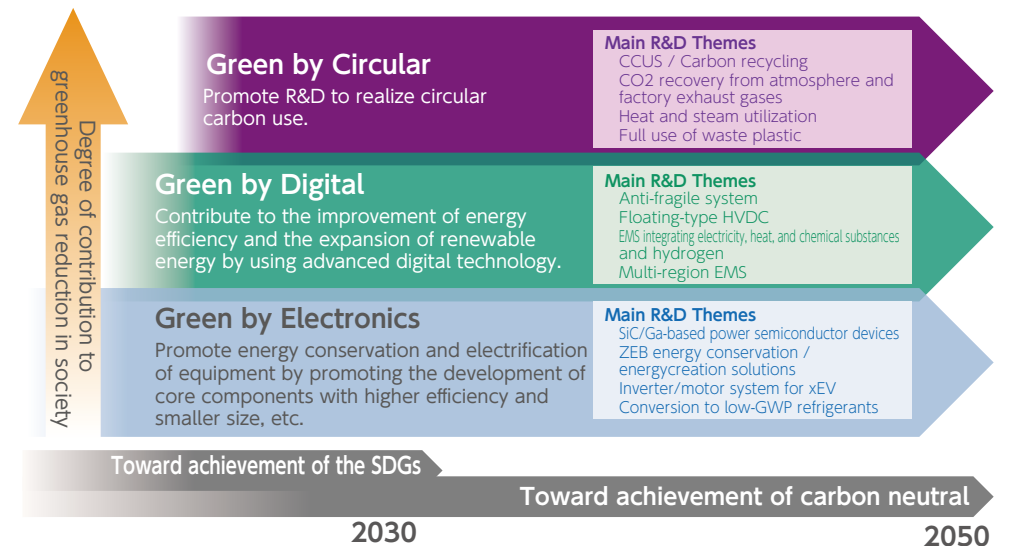 Degree of contribution to
greenhouse gas reduction in society
Green by Circular
Promote R&D to realize circular
carbon use.
Main R&D Themes
CCUS / Carbon recycling
CO2 recovery from atmosphere and
factory exhaust gases
Heat and steam utilization
Full use of waste plastic
Green by Digital
Contribute to the improvement of energy
efficiency and the expansion of renewable
energy by using advanced digital technology.
Main R&D Themes
Anti-fragile system
Floating-type HVDC
EMS integrating electricity, heat, and chemical substances
and hydrogen
Multi-region EMS
Green by Electronics
Promote energy conservation and electrification
of equipment by promoting the development of
core components with higher efficiency and
smaller size, etc.
Main R&D Themes
SiC/Ga-based power semiconductor devices
ZEB energy conservation /
energycreation solutions
Inverter/motor system for xEV
Conversion to low-GWP refrigerants
Toward achievement of the SDGs
Toward achievement of carbon neutral
2030
2050